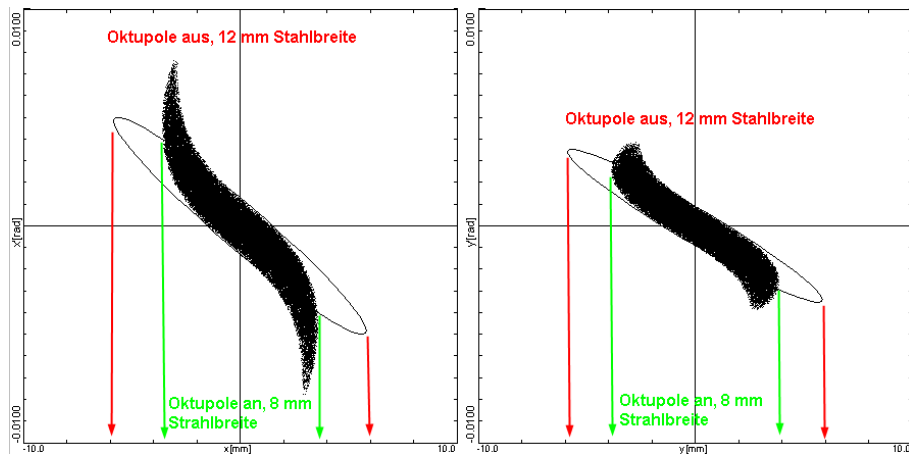 0.0100
Oktupole aus, 12 mm Stahlbreite
x'[rad]
Oktupole an, 8 mm
Strahlbreite
-0.0100
-10.0
x[mm]
10.0
0.0100
Oktupole aus, 12 mm Stahlbreite
y'[rad]
Oktupole an, 8 mm
Strahlbreite
-0.0100
-10.0
y[mm]
10.0